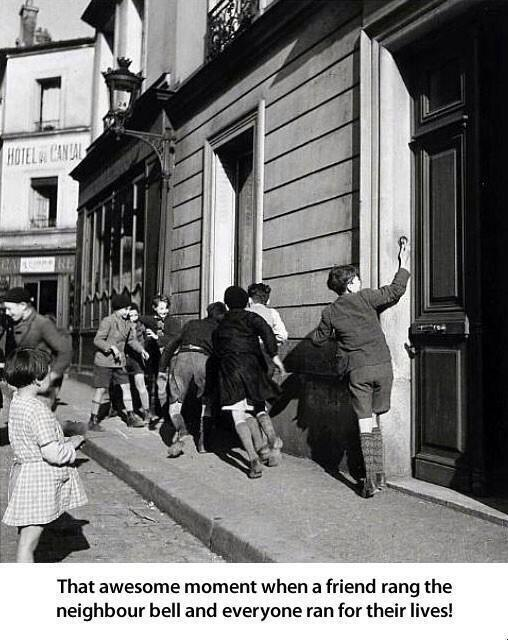 HOTEL DU CANTAL
That awesome moment when a friend rang the
neighbour bell and everyone ran for their lives!